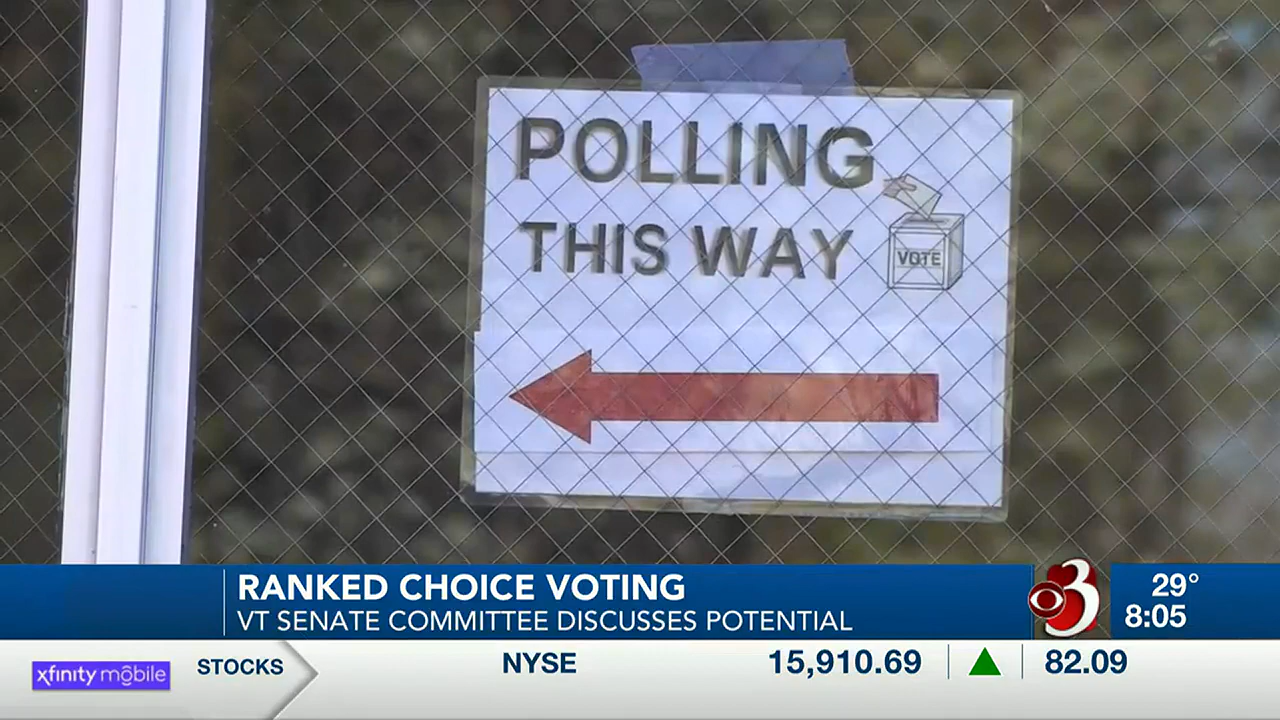 POLLING
THIS WAY
VOTE
RANKED CHOICE VOTING
VT SENATE COMMITTEE DISCUSSES POTENTIAL
3
29°
8:05
xfinity mobile
STOCKS
NYSE
15,910.69
82.09